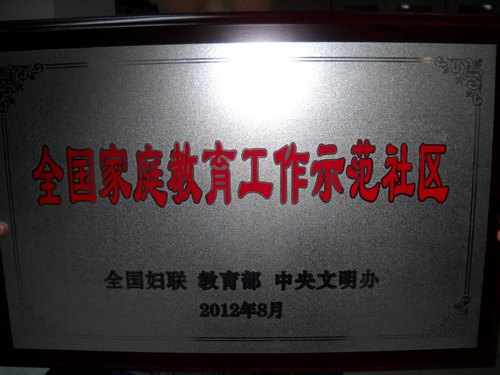 全国家庭教育工作示范社区
全国妇联 教育部 中央文明办
2012年8月